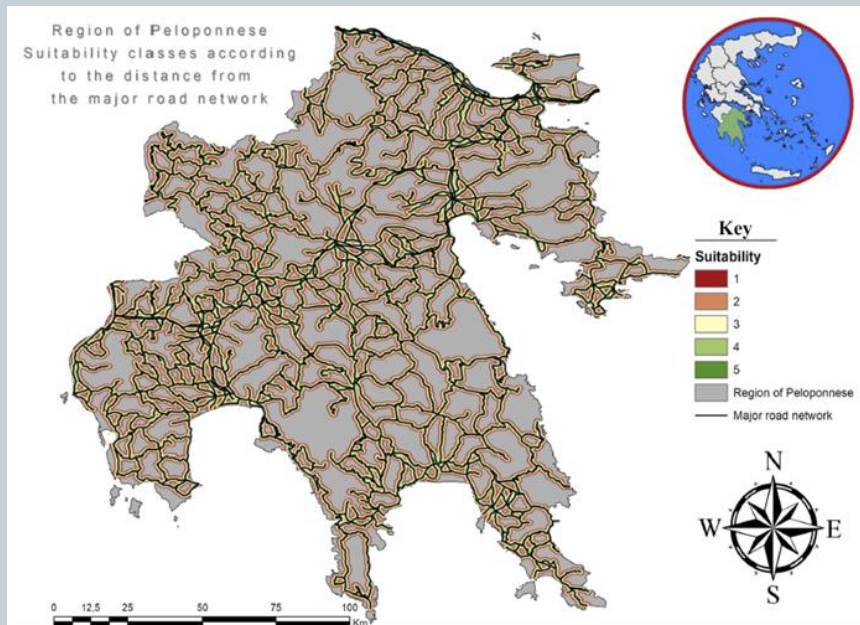 Region of Peloponnese
Suitability classes according
to the distance from
the major road network
Key
Suitability
1
2
3
4
5
Region of Peloponnese
Major road network
N
W E
S
0 12,5 25 50 75 100
Km